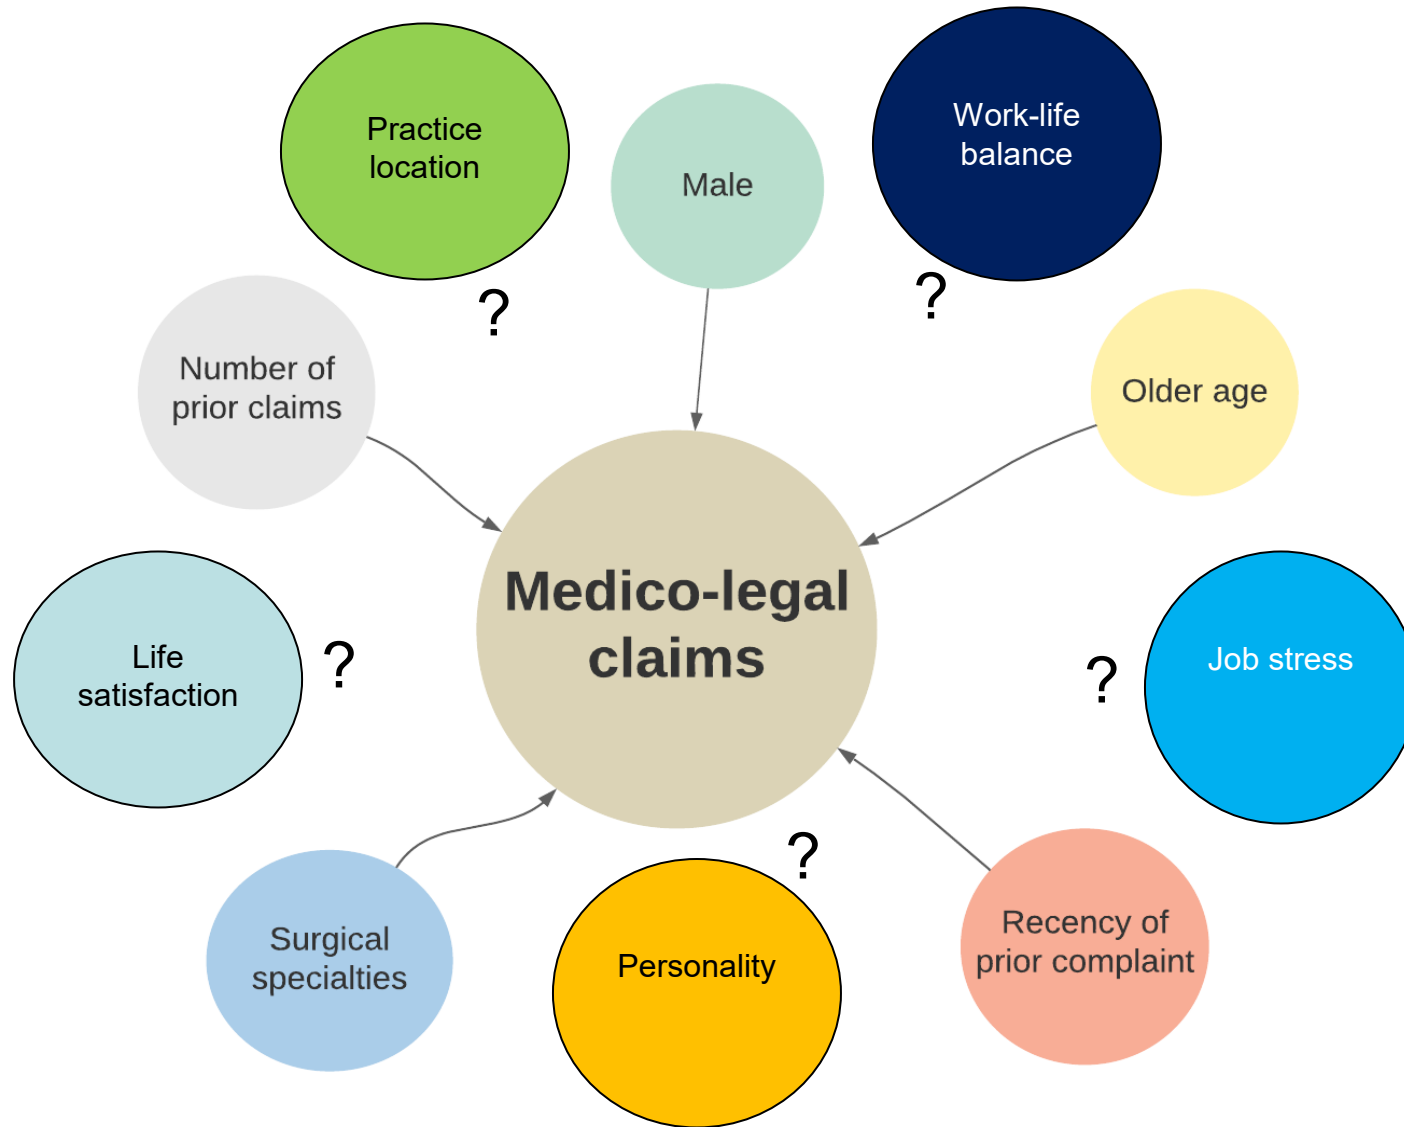 Practice
location
Male
Work-life
balance
?
?
Number of
prior claims
Older age
Medico-legal
claims
Life
satisfaction
?
?
Job stress
?
Surgical
specialties
Personality
Recency of
prior complaint